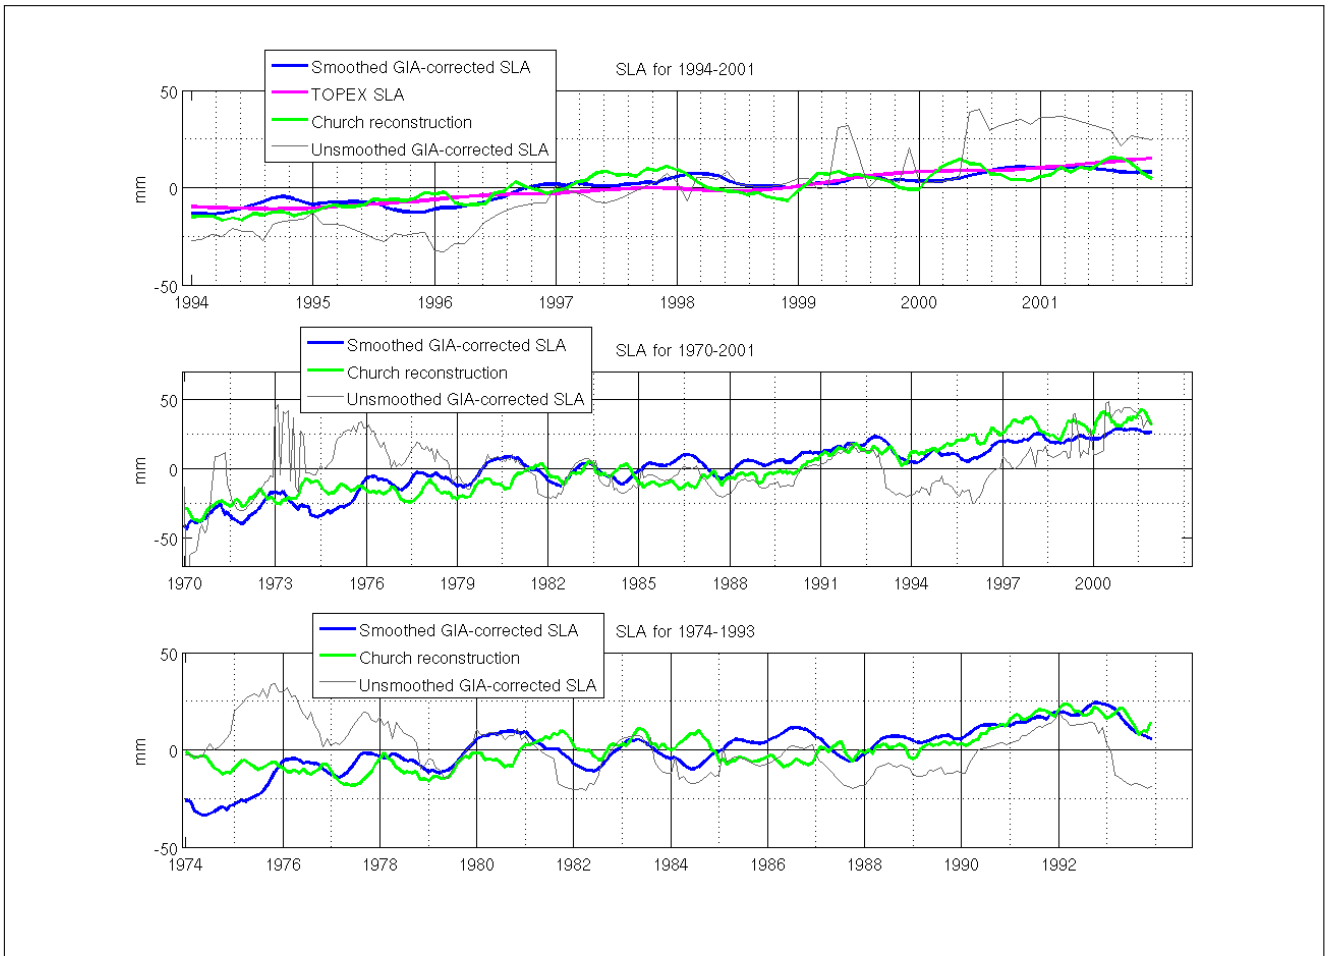 Smoothed GIA-corrected SLA
TOPEX SLA
Church reconstruction
Unsmoothed GIA-corrected SLA
SLA for 1994-2001
50
0
-50
mm
1994 1995 1996 1997 1998 1999 2000 2001
Smoothed GIA-corrected SLA
Church reconstruction
Unsmoothed GIA-corrected SLA
SLA for 1970-2001
50
0
-50
mm
1970 1973 1976 1979 1982 1985 1988 1991 1994 1997 2000
Smoothed GIA-corrected SLA
Church reconstruction
Unsmoothed GIA-corrected SLA
SLA for 1974-1993
50
0
-50
mm
1974 1976 1978 1980 1982 1984 1986 1988 1990 1992